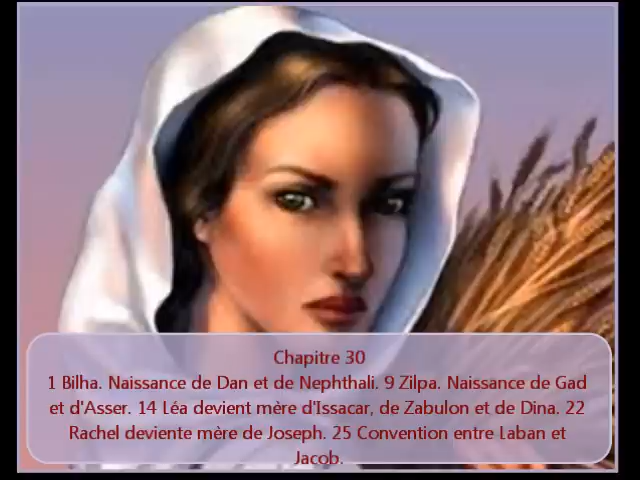 Chapitre 30
1 Bilha. Naissance de Dan et de Nephthali. 9 Zilpa. Naissance de Gad
et d'Asser. 14 Léa devient mère d'Issacar, de Zabulon et de Dina. 22
Rachel deviente mère de Joseph. 25 Convention entre Laban et
Jacob.